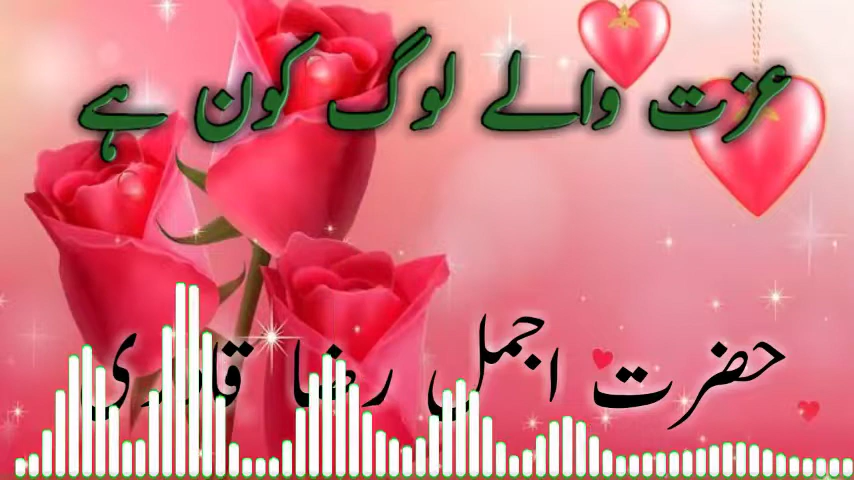 عزت والے لوگ کون ہے
حضرت اجمل رضا قادری